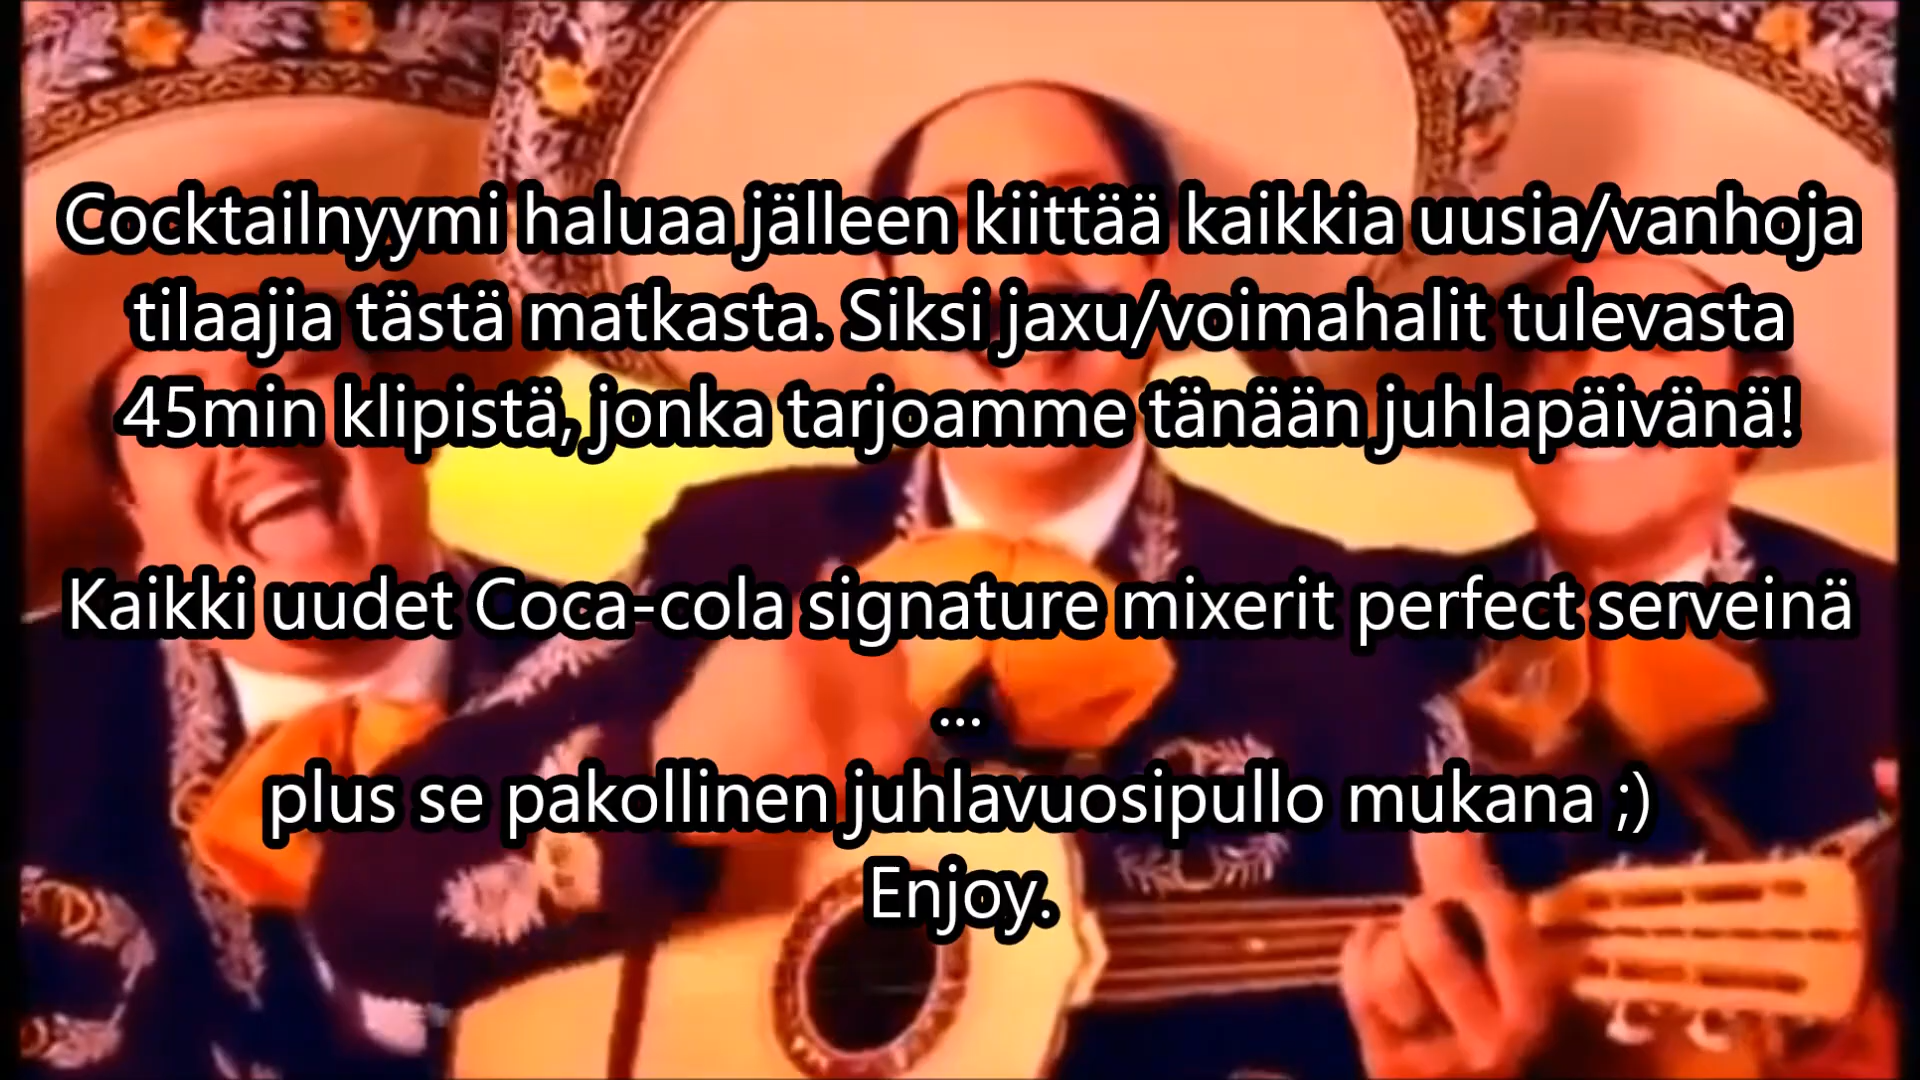 Cocktailnyymi haluaa jälleen kiittää kaikkia uusia/vanhoja
tilaajia tästä matkasta. Siksi jaxu/voimahalit tulevasta
45min klipistä, jonka tarjoamme tänään juhlapäivänä!
Kaikki uudet Coca-cola signature mixerit perfect serveinä
...
plus se pakollinen juhlavuosipullo mukana ;)
Enjoy.